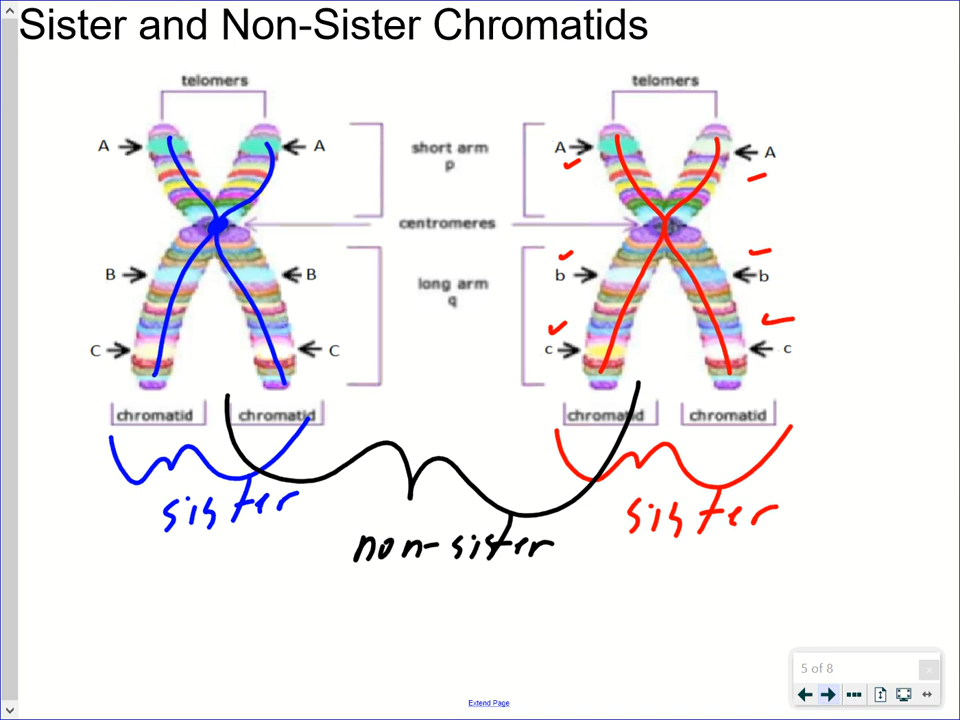 Sister and Non-Sister Chromatids
telomers telomers
A A short arm p A A
centromeres
B B long arm q b b
C C c c
chromatid chromatid chromatid chromatid
sister sister
non-sister
5 of 8
Extend Page